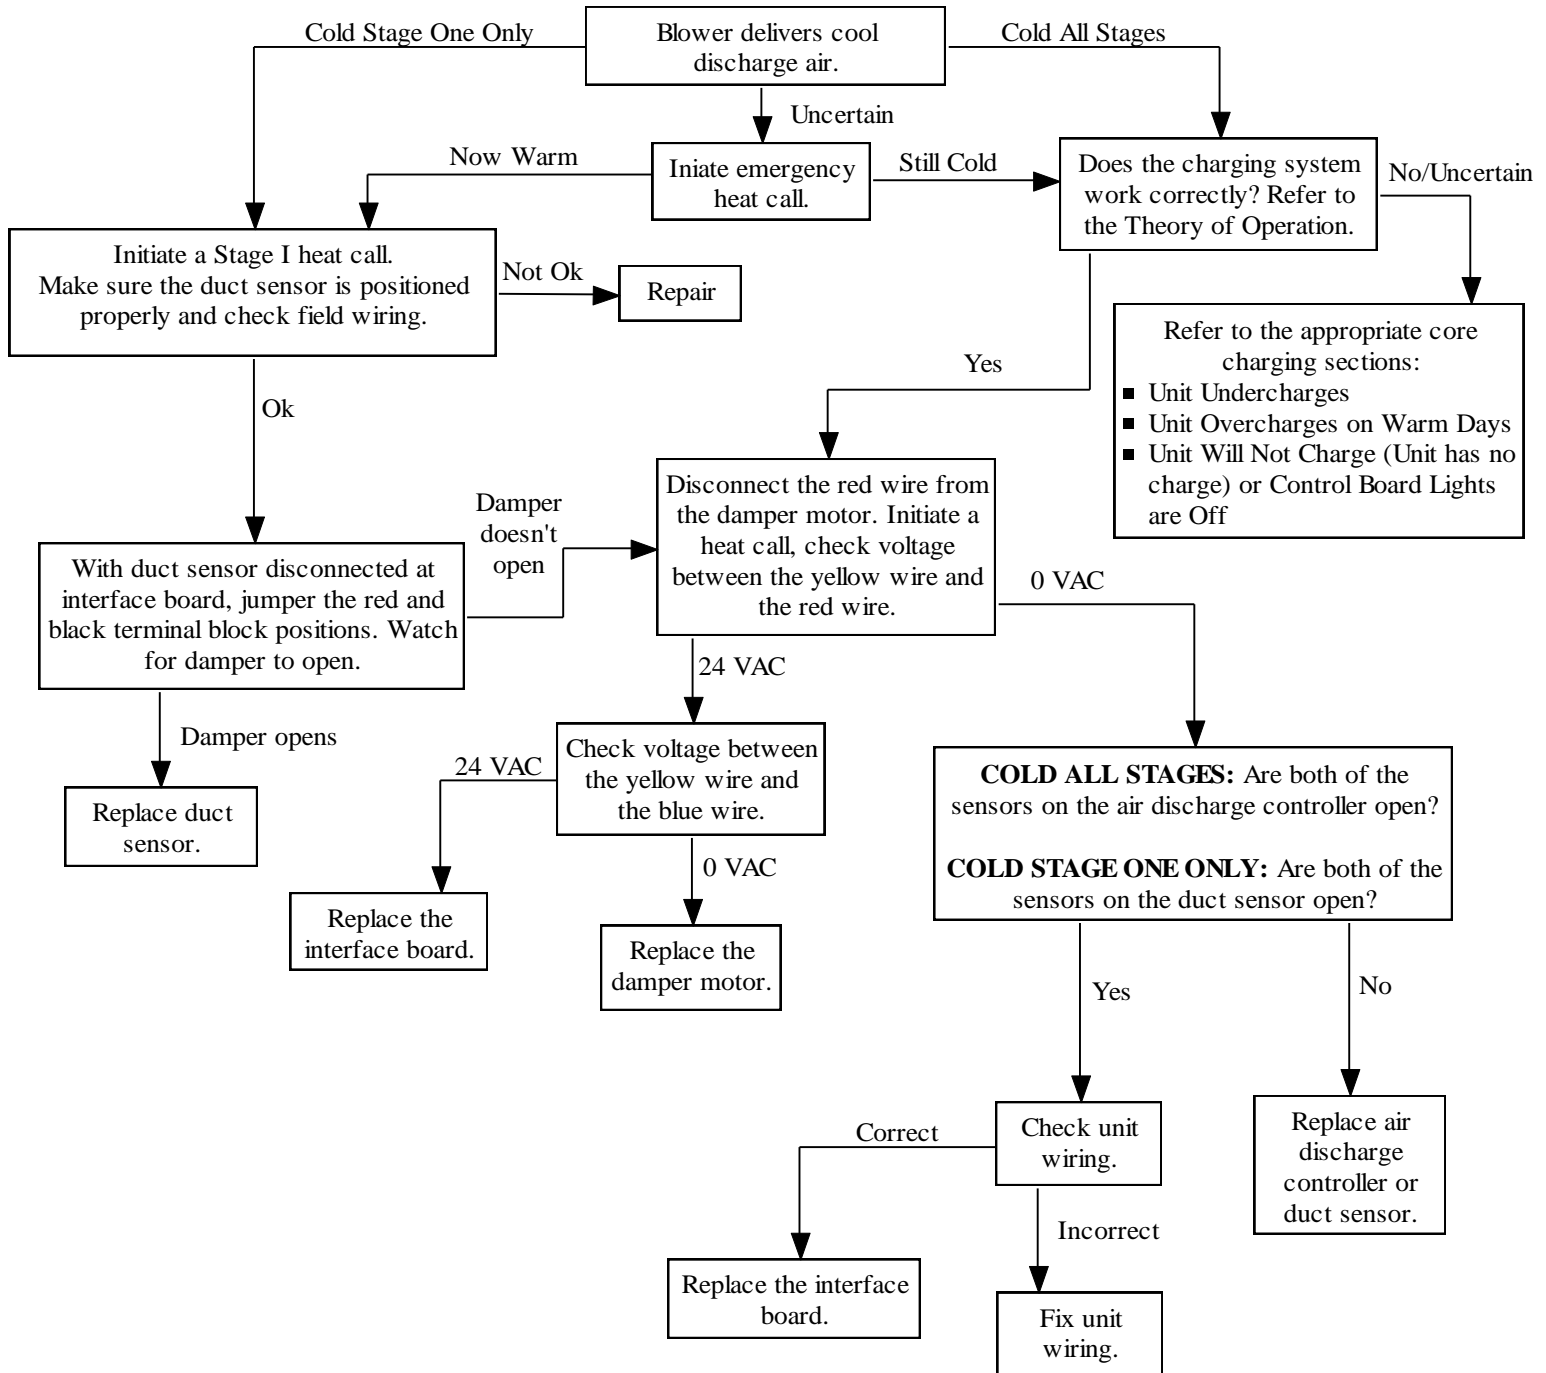 Cold Stage One Only
Blower delivers cool
discharge air.
Cold All Stages
Uncertain
Now Warm
Iniate emergency
heat call.
Still Cold
Does the charging system
work correctly? Refer to
the Theory of Operation.
No/Uncertain
Initiate a Stage I heat call.
Make sure the duct sensor is positioned
properly and check field wiring.
Not Ok
Repair
Refer to the appropriate core
charging sections:
■ Unit Undercharges
■ Unit Overcharges on Warm Days
■ Unit Will Not Charge (Unit has no
charge) or Control Board Lights
are Off
Yes
Ok
Disconnect the red wire from
the damper motor. Initiate a
heat call, check voltage
between the yellow wire and
the red wire.
Damper
doesn't
open
With duct sensor disconnected at
interface board, jumper the red and
black terminal block positions. Watch
for damper to open.
0 VAC
24 VAC
Damper opens
Replace duct
sensor.
24 VAC
Check voltage between
the yellow wire and
the blue wire.
COLD ALL STAGES: Are both of the
sensors on the air discharge controller open?
COLD STAGE ONE ONLY: Are both of the
sensors on the duct sensor open?
0 VAC
Replace the
interface board.
Replace the
damper motor.
Yes
No
Correct
Check unit
wiring.
Replace air
discharge
controller or
duct sensor.
Incorrect
Replace the interface
board.
Fix unit
wiring.